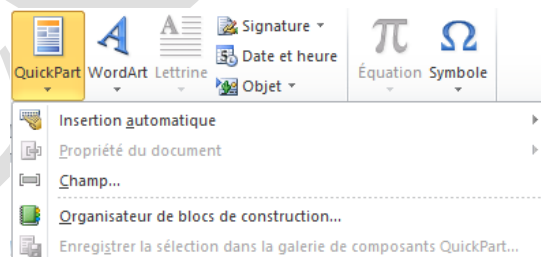 Signature
Date et heure
QuickPart WordArt Lettrine Objet Équation Symbole
Insertion automatique
Propriété du document
Champ...
Organisateur de blocs de construction...
Enregistrer la sélection dans la galerie de composants QuickPart...